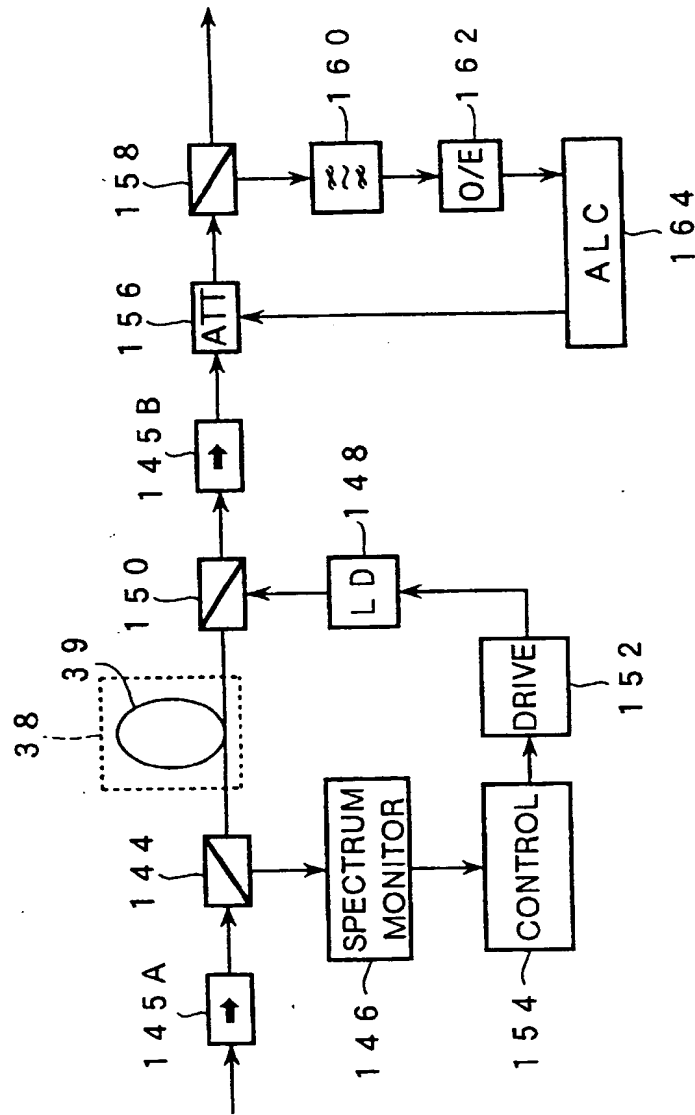 38
39
158
145A
144
150
145B
156
ATT
160
SPECTRUM
MONITOR
LD
148
O/E
162
146
CONTROL
DRIVE
ALC
154
152
164